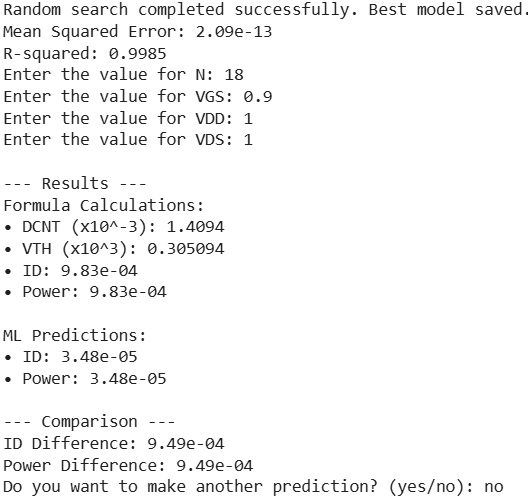 Random search completed successfully. Best model saved.
Mean Squared Error: 2.09e-13
R-squared: 0.9985
Enter the value for N: 18
Enter the value for VGS: 0.9
Enter the value for VDD: 1
Enter the value for VDS: 1
--- Results ---
Formula Calculations:
• DCNT (x10^-3): 1.4094
• VTH (x10^3): 0.305094
• ID: 9.83e-04
• Power: 9.83e-04
ML Predictions:
• ID: 3.48e-05
• Power: 3.48e-05
--- Comparison ---
ID Difference: 9.49e-04
Power Difference: 9.49e-04
Do you want to make another prediction? (yes/no): no